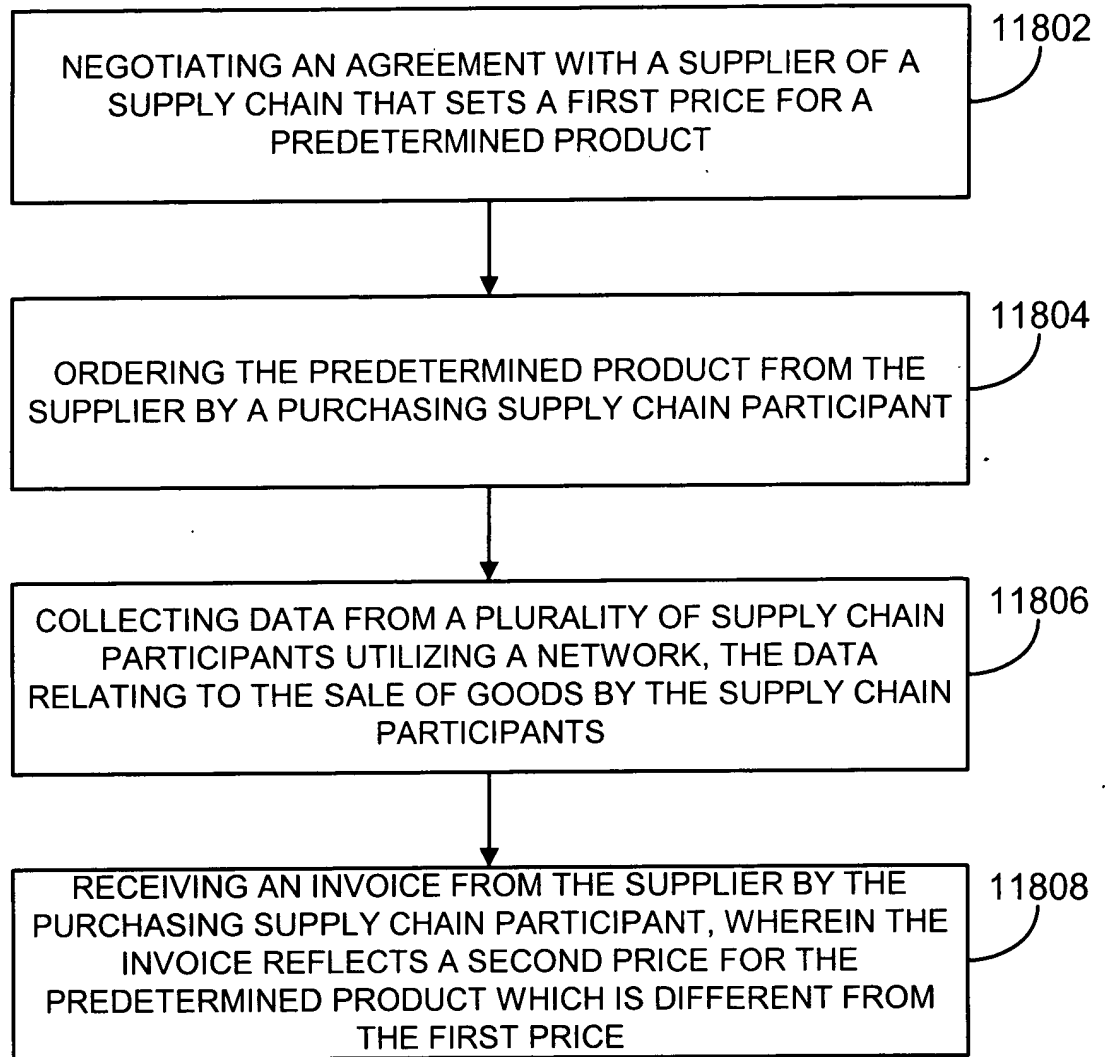 NEGOTIATING AN AGREEMENT WITH A SUPPLIER OF A
SUPPLY CHAIN THAT SETS A FIRST PRICE FOR A
PREDETERMINED PRODUCT
11802
ORDERING THE PREDETERMINED PRODUCT FROM THE
SUPPLIER BY A PURCHASING SUPPLY CHAIN PARTICIPANT
11804
COLLECTING DATA FROM A PLURALITY OF SUPPLY CHAIN
PARTICIPANTS UTILIZING A NETWORK, THE DATA
RELATING TO THE SALE OF GOODS BY THE SUPPLY CHAIN
PARTICIPANTS
11806
RECEIVING AN INVOICE FROM THE SUPPLIER BY THE
PURCHASING SUPPLY CHAIN PARTICIPANT, WHEREIN THE
INVOICE REFLECTS A SECOND PRICE FOR THE
PREDETERMINED PRODUCT WHICH IS DIFFERENT FROM
THE FIRST PRICE
11808